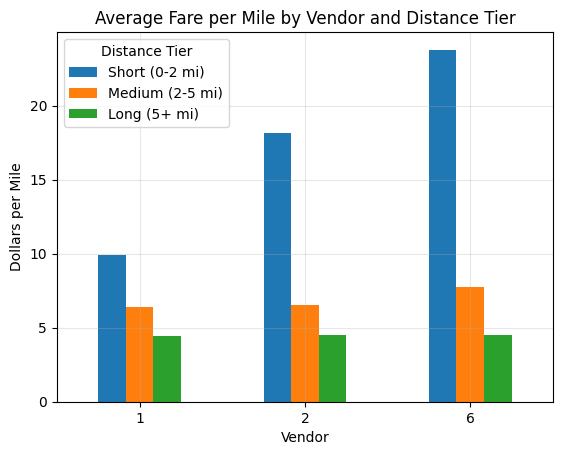 Average Fare per Mile by Vendor and Distance Tier
Distance Tier
Short (0-2 mi)
Medium (2-5 mi)
Long (5+ mi)
Dollars per Mile
20
15
10
5
0
1 2 6
Vendor